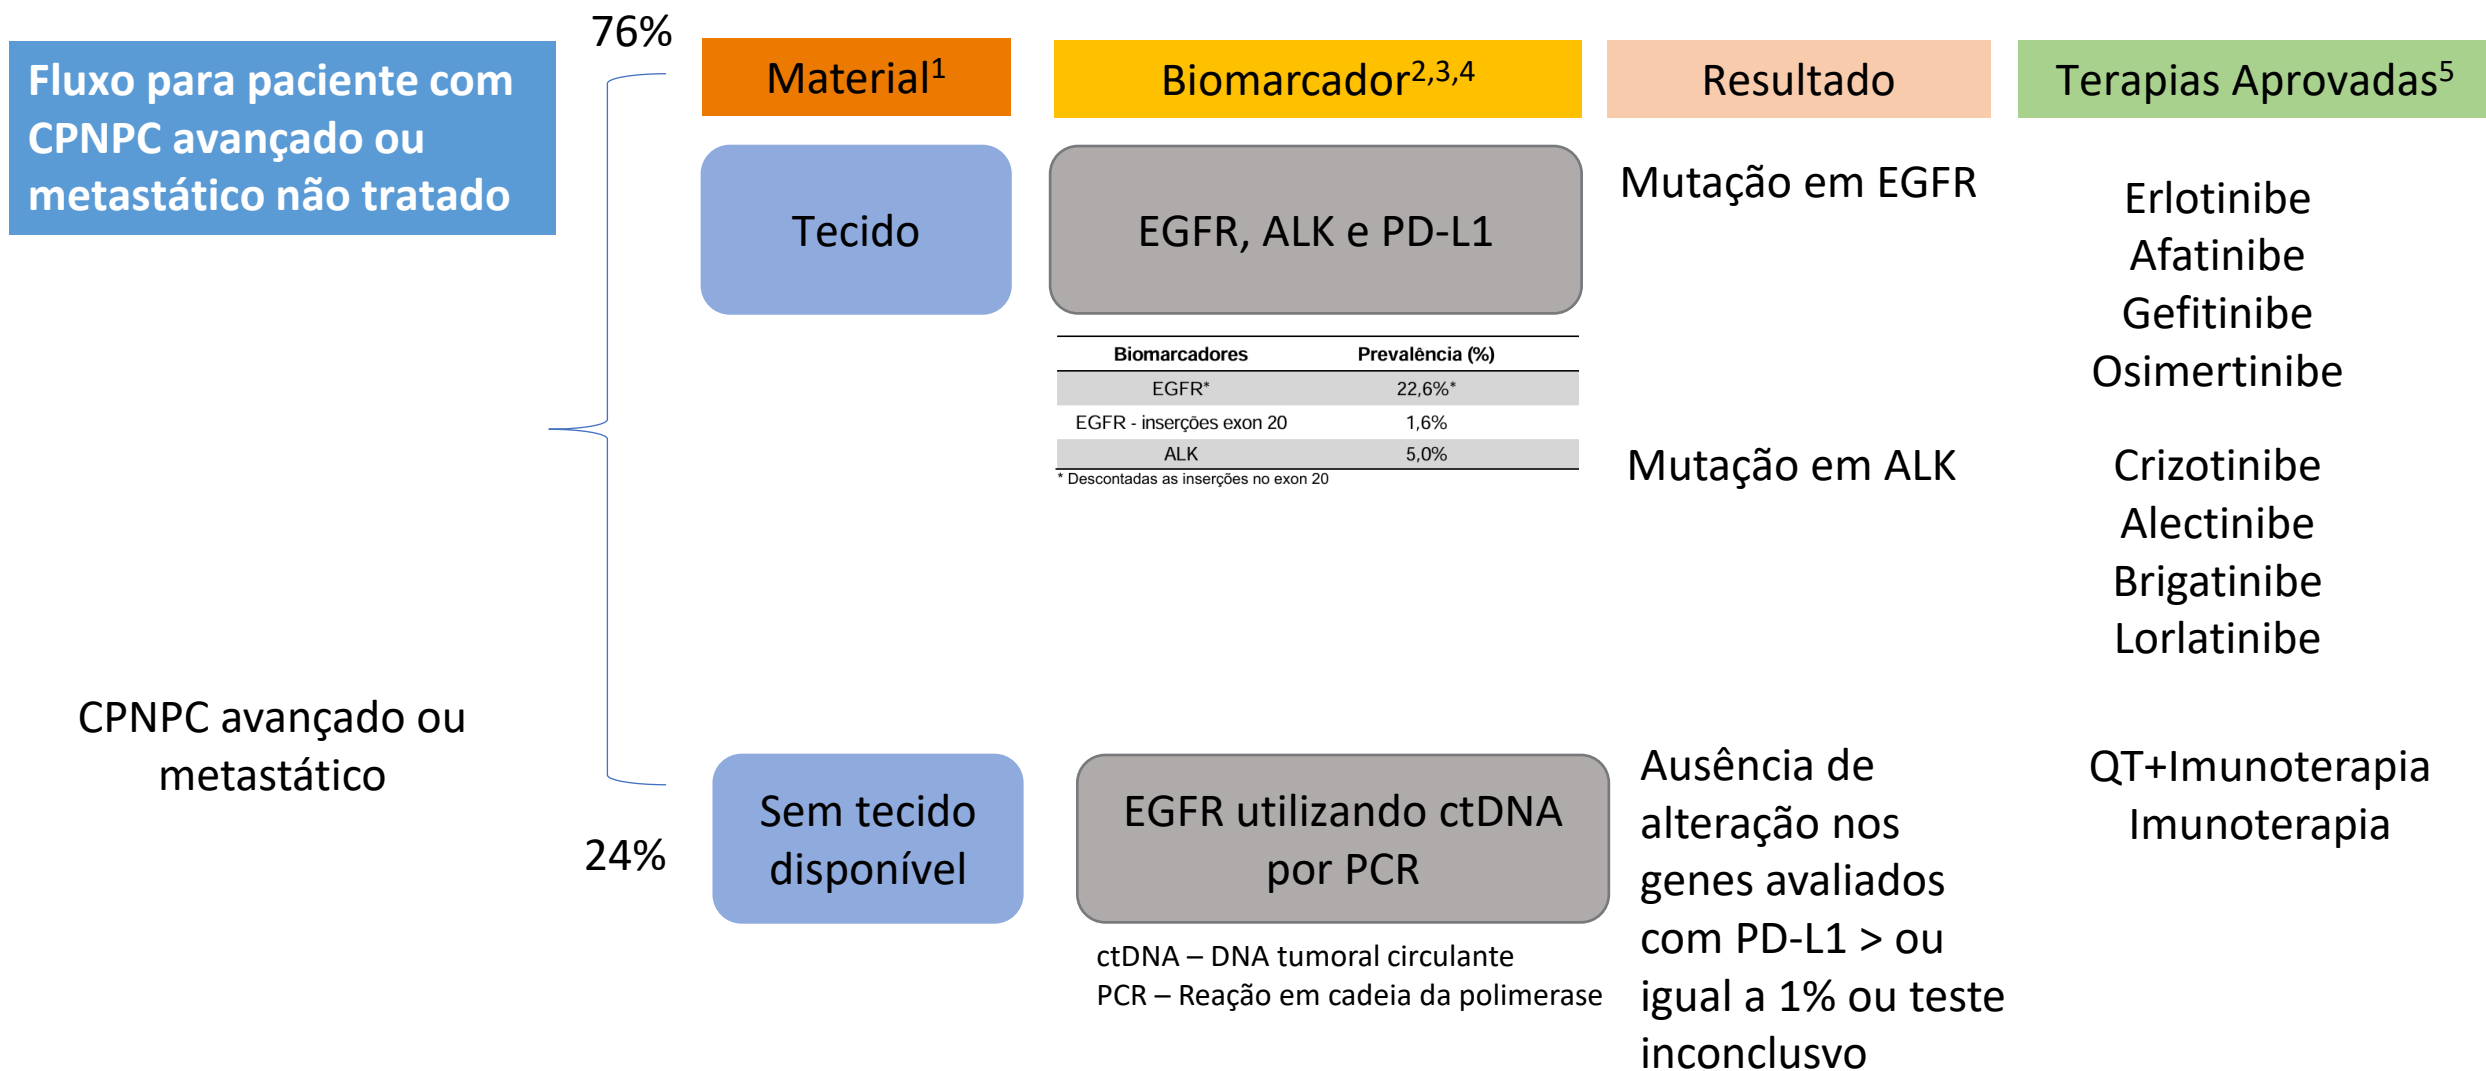 76%
Fluxo para paciente com
CPNPC avançado ou
metastático não tratado
Material1
Biomarcador2,3,4
Resultado
Terapias Aprovadas5
Tecido
EGFR, ALK e PD-L1
Mutação em EGFR
Erlotinibe
Afatinibe
Gefitinibe
Osimertinibe
Biomarcadores Prevalência (%)
EGFR* 22,6%*
EGFR - inserções exon 20 1,6%
ALK 5,0%
* Descontadas as inserções no exon 20
Mutação em ALK
Crizotinibe
Alectinibe
Brigatinibe
Lorlatinibe
CPNPC avançado ou
metastático
24%
Sem tecido
disponível
EGFR utilizando ctDNA
por PCR
ctDNA – DNA tumoral circulante
PCR – Reação em cadeia da polimerase
Ausência de
alteração nos
genes avaliados
com PD-L1 > ou
igual a 1% ou teste
inconclusvo
QT+Imunoterapia
Imunoterapia